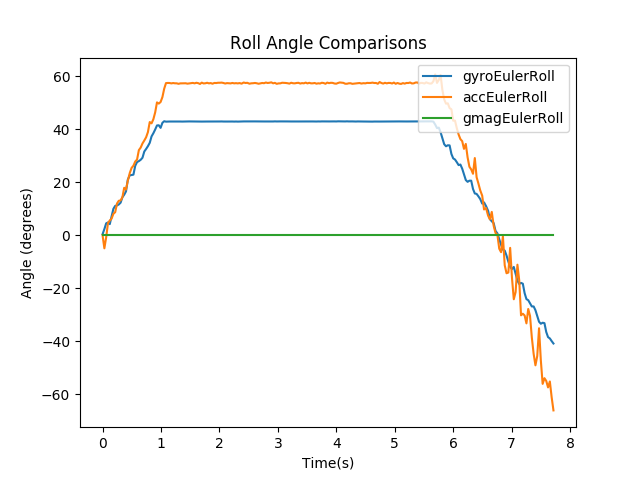 Roll Angle Comparisons
gyroEulerRoll
accEulerRoll
gmagEulerRoll
Angle (degrees)
60
40
20
0
−20
−40
−60
0 1 2 3 4 5 6 7 8
Time(s)